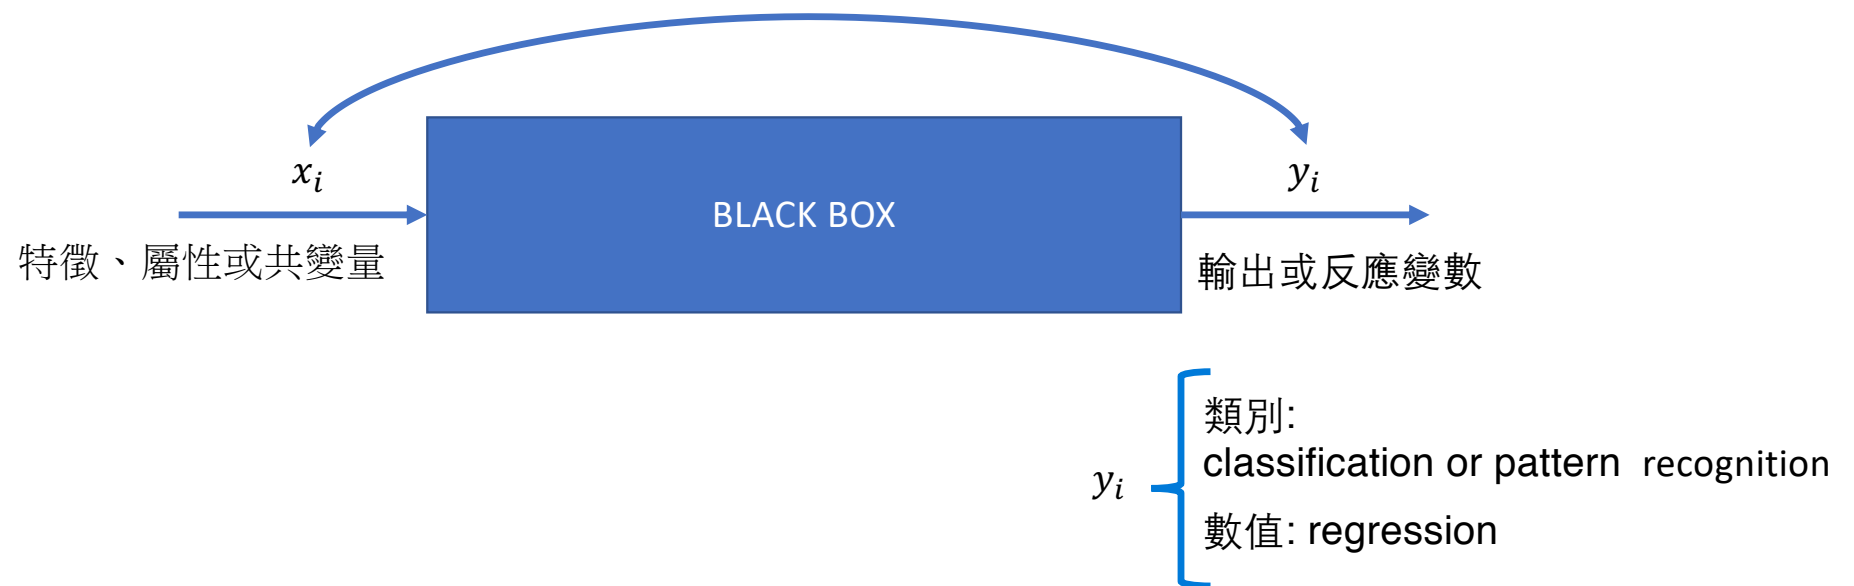 x_i
y_i
BLACK BOX
特徵、屬性或共變量
輸出或反應變數
類別:
classification or pattern recognition
y_i
數值: regression